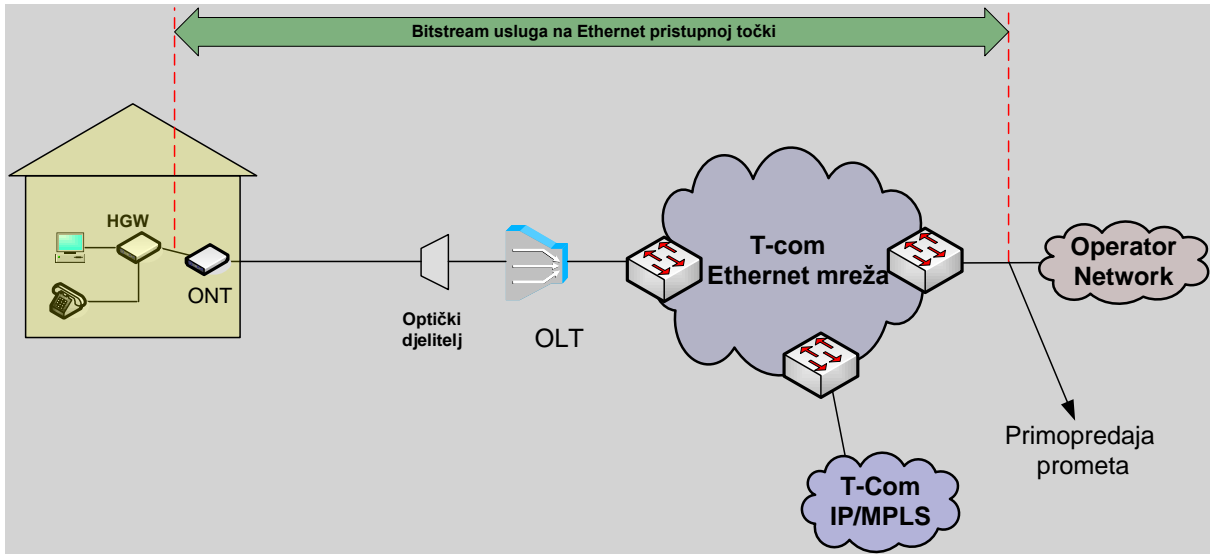 Bitstream usluga na Ethernet pristupnoj točki
HGW
ONT
Optički
djelitelj
OLT
T-com
Ethernet mreža
Operator
Network
Primopredaja
prometa
T-Com
IP/MPLS